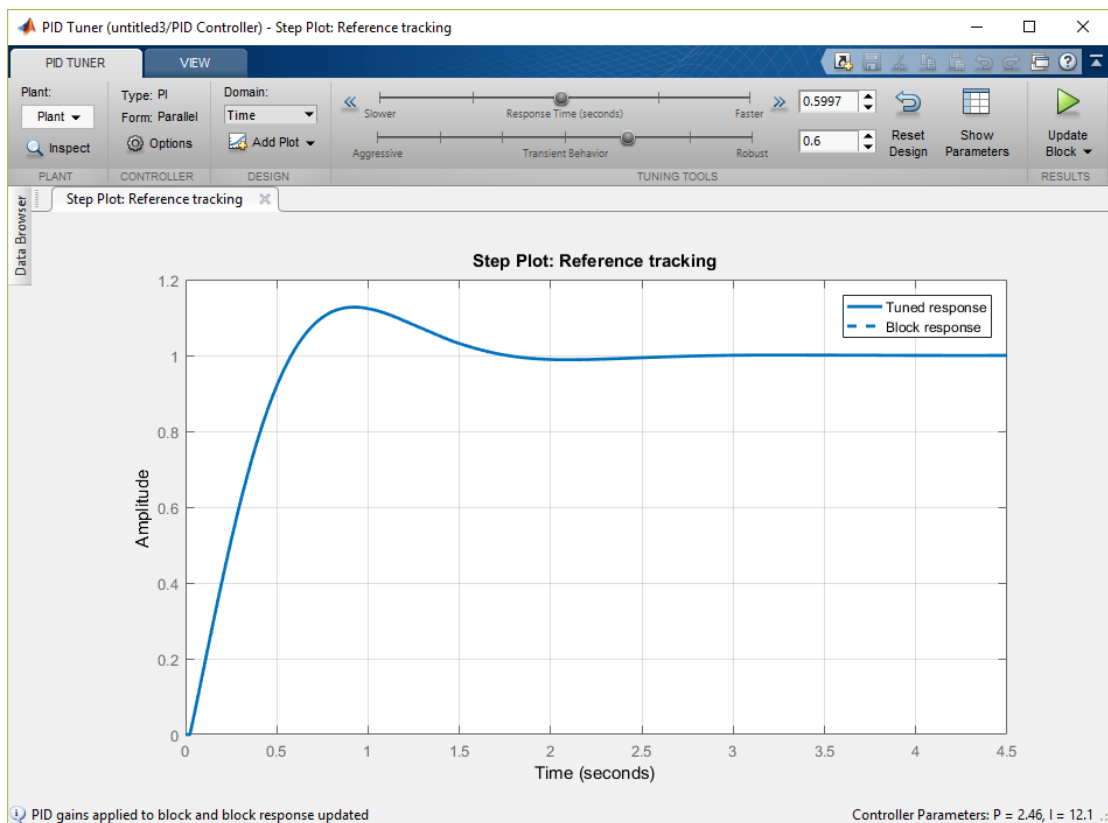 PID Tuner (untitled3/PID Controller) - Step Plot: Reference tracking
PID TUNER
VIEW
Plant:
Plant
Inspect
PLANT
Type: PI
Form: Parallel
Options
CONTROLLER
Domain:
Time
Add Plot
DESIGN
Slower
Response Time (seconds)
Faster
0.5997
Aggressive
Transient Behavior
Robust
0.6
TUNING TOOLS
Reset
Design
Show
Parameters
Update
Block
RESULTS
Data Browser
Step Plot: Reference tracking
Step Plot: Reference tracking
Tuned response
Block response
Amplitude
1.2
1
0.8
0.6
0.4
0.2
0
0 0.5 1 1.5 2 2.5 3 3.5 4 4.5
Time (seconds)
PID gains applied to block and block response updated
Controller Parameters: P = 2.46, I = 12.1